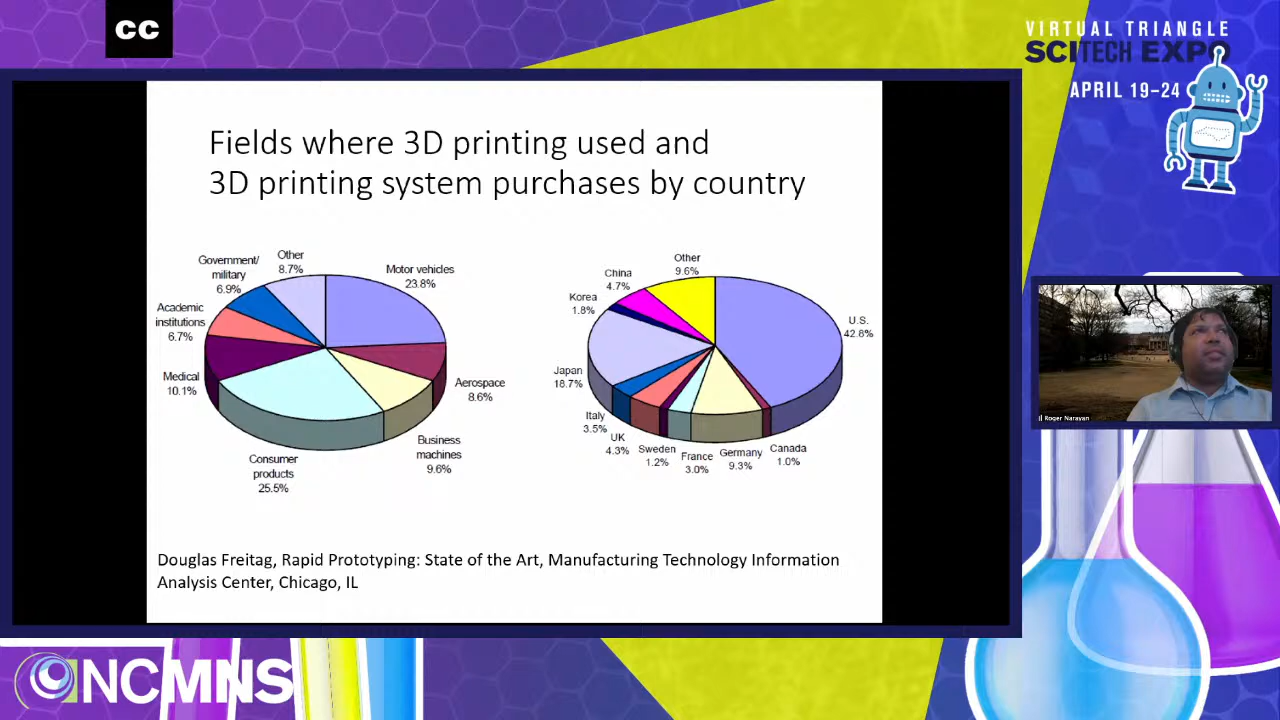 CC
VIRTUAL TRIANGLE
SCITECH EXPO
APRIL 19–24
Fields where 3D printing used and
3D printing system purchases by country
Government/
military
6.9%
Other
8.7%
Motor vehicles
23.8%
Academic
institutions
6.7%
Medical
10.1%
Aerospace
8.6%
Business
machines
9.6%
Consumer
products
25.5%
Other
9.6%
China
4.7%
Korea
1.8%
U.S.
42.6%
Japan
18.7%
Italy
3.5%
UK
4.3%
Sweden
1.2%
France
3.0%
Germany
9.3%
Canada
1.0%
Douglas Freitag, Rapid Prototyping: State of the Art, Manufacturing Technology Information
Analysis Center, Chicago, IL
Roger Narayan
NCMNS